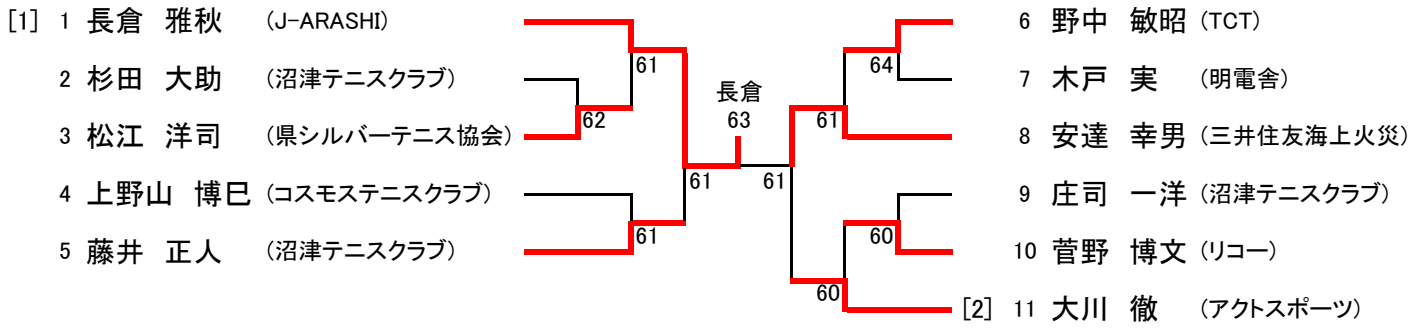 [1] 1 長倉 雅秋 (J-ARASHI)
2 杉田 大助 (沼津テニスクラブ)
3 松江 洋司 (県シルバーテニス協会)
4 上野山 博巳 (コスモステニスクラブ)
5 藤井 正人 (沼津テニスクラブ)
61
62
61
61
長倉
63
61
64
61
60
60
6 野中 敏昭 (TCT)
7 木戸 実 (明電舎)
8 安達 幸男 (三井住友海上火災)
9 庄司 一洋 (沼津テニスクラブ)
10 菅野 博文 (リコー)
[2] 11 大川 徹 (アクトスポーツ)